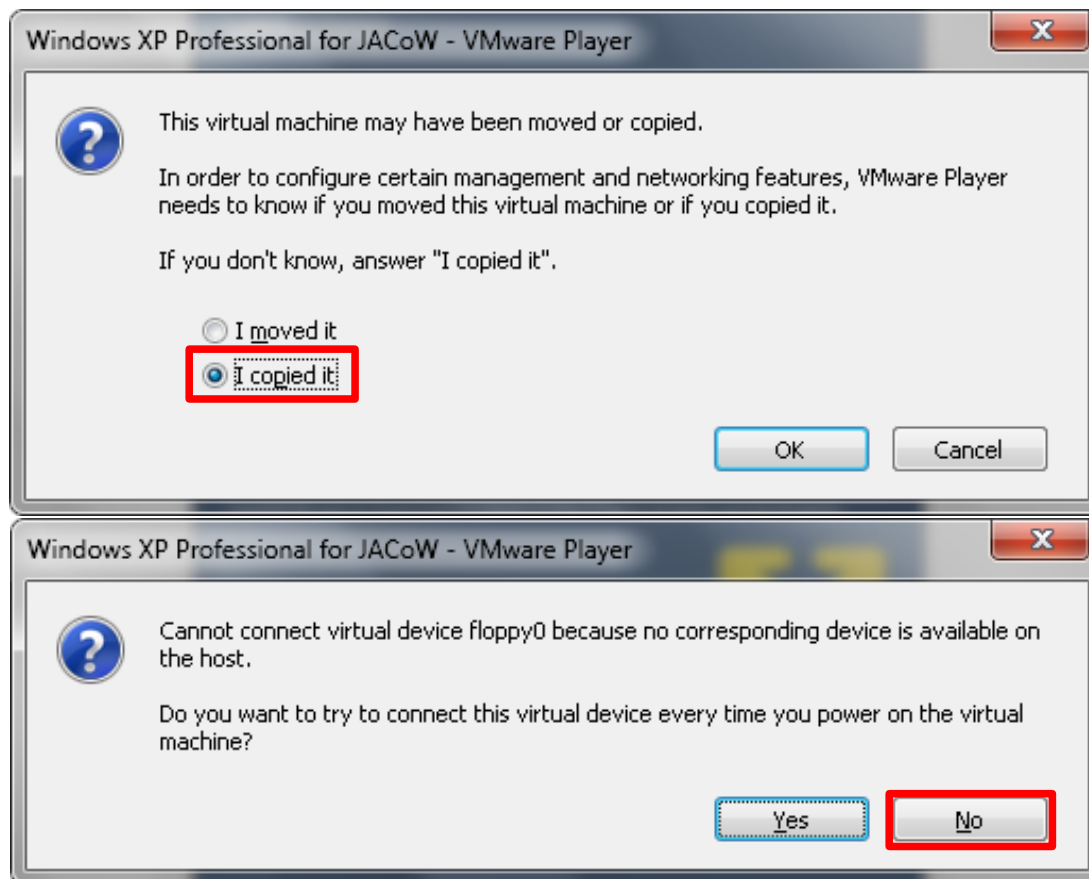 Windows XP Professional for JACoW - VMware Player
This virtual machine may have been moved or copied.
In order to configure certain management and networking features, VMware Player
needs to know if you moved this virtual machine or if you copied it.
If you don't know, answer "I copied it".
I moved it
I copied it
OK Cancel
Windows XP Professional for JACoW - VMware Player
Cannot connect virtual device floppy0 because no corresponding device is available on
the host.
Do you want to try to connect this virtual device every time you power on the virtual
machine?
Yes No